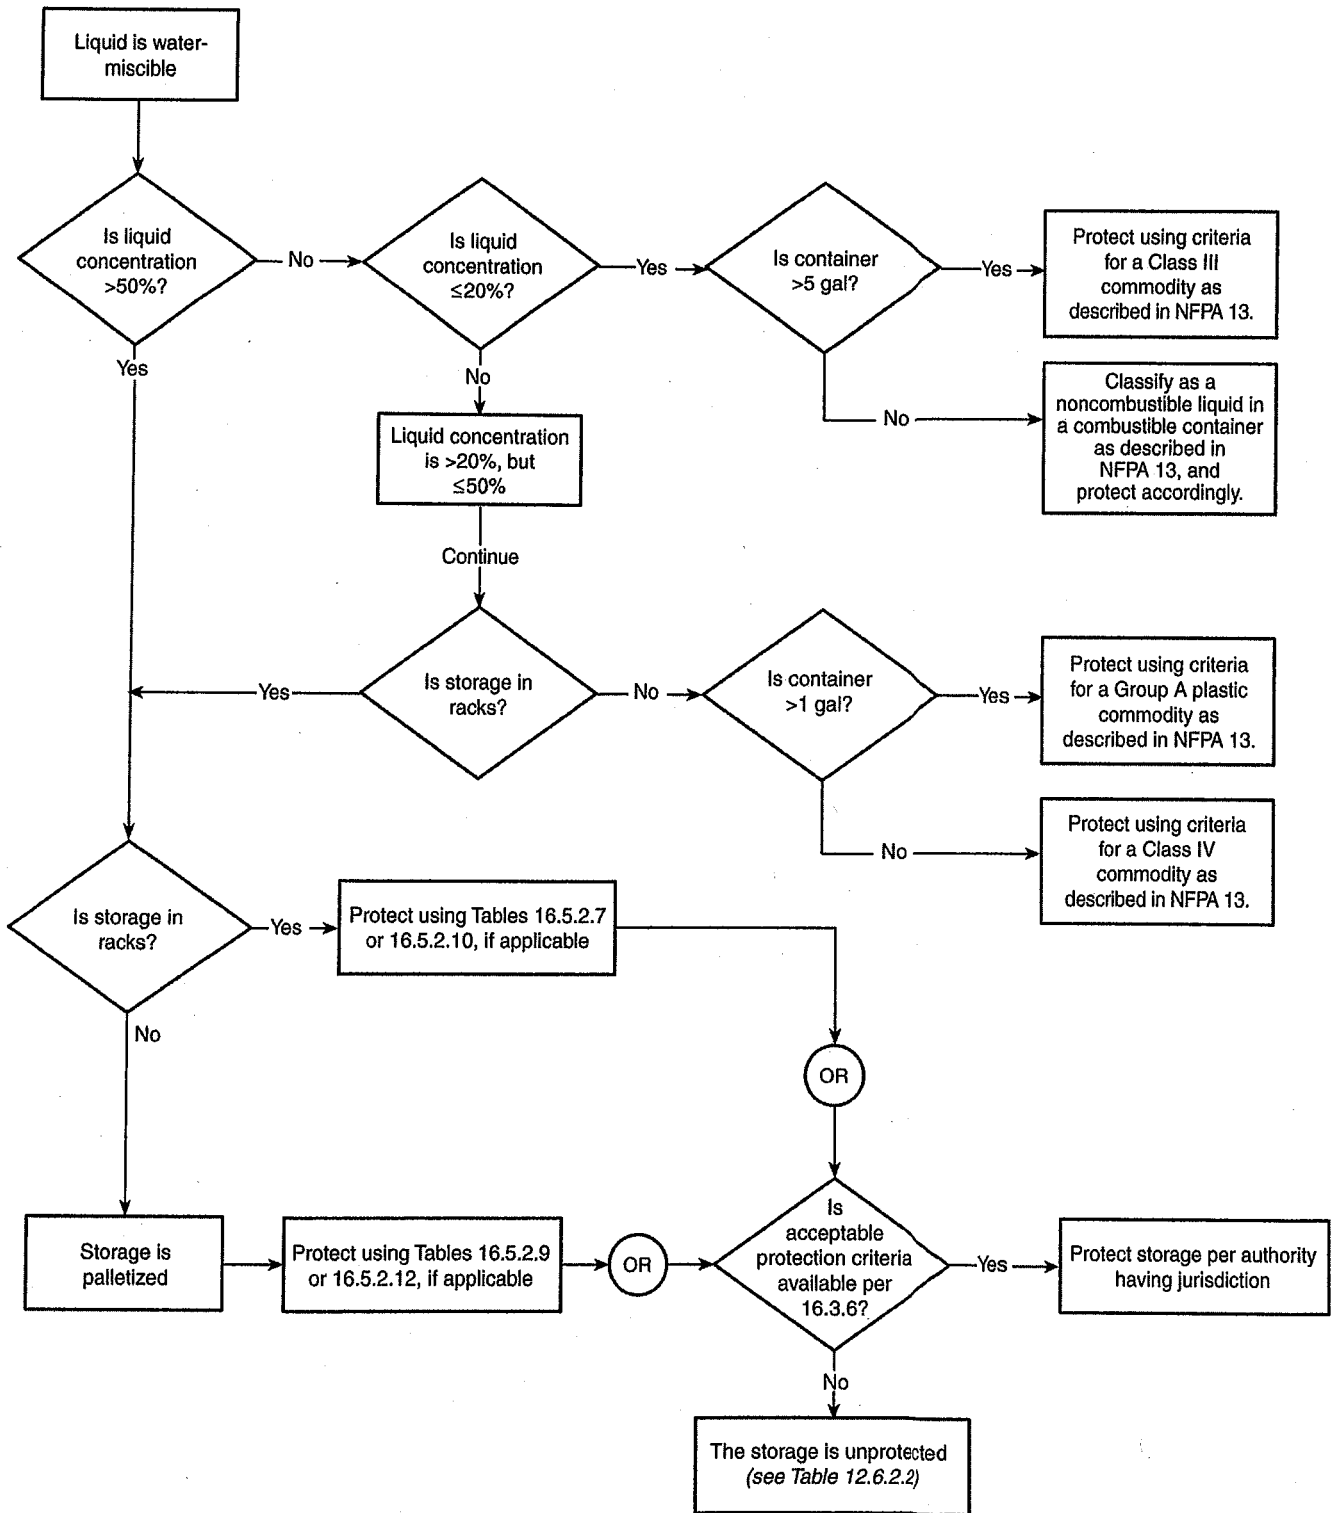 Liquid is water-
miscible
Is liquid
concentration
>50%?
No
Is liquid
concentration
≤20%?
Yes
Is container
>5 gal?
Yes
Protect using criteria
for a Class III
commodity as
described in NFPA 13.
No
Classify as a
noncombustible liquid in
a combustible container
as described in
NFPA 13, and
protect accordingly.
Yes
No
Liquid concentration
is >20%, but
≤50%
Continue
Is storage in
racks?
Yes
No
Is container
>1 gal?
Yes
Protect using criteria
for a Group A plastic
commodity as
described in NFPA 13.
No
Protect using criteria
for a Class IV
commodity as
described in NFPA 13.
Is storage in
racks?
Yes
Protect using Tables 16.5.2.7
or 16.5.2.10, if applicable
OR
No
Storage is
palletized
Protect using Tables 16.5.2.9
or 16.5.2.12, if applicable
OR
Is
acceptable
protection criteria
available per
16.3.6?
Yes
Protect storage per authority
having jurisdiction
No
The storage is unprotected
(see Table 12.6.2.2)